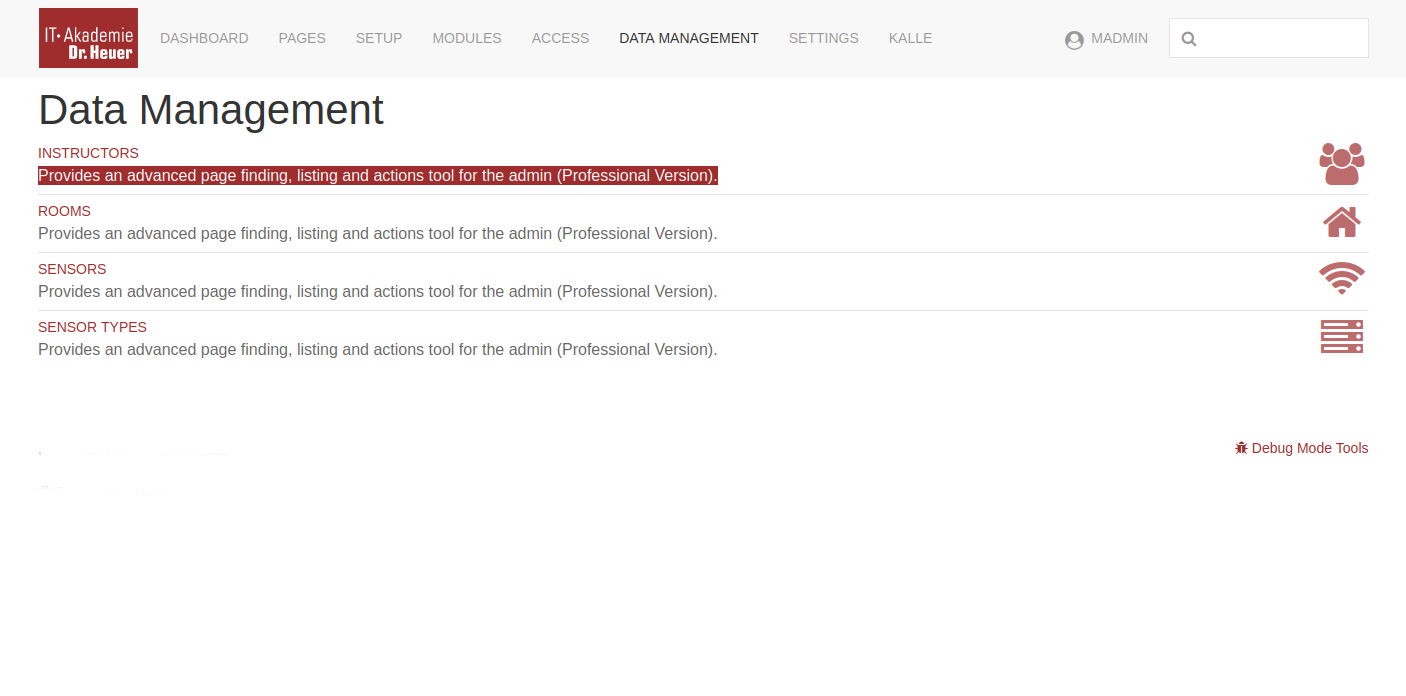 IT·Akademie
Dr. Heuer
DASHBOARD PAGES SETUP MODULES ACCESS DATA MANAGEMENT SETTINGS KALLE MADMIN
Data Management
INSTRUCTORS
Provides an advanced page finding, listing and actions tool for the admin (Professional Version).
ROOMS
Provides an advanced page finding, listing and actions tool for the admin (Professional Version).
SENSORS
Provides an advanced page finding, listing and actions tool for the admin (Professional Version).
SENSOR TYPES
Provides an advanced page finding, listing and actions tool for the admin (Professional Version).
Debug Mode Tools